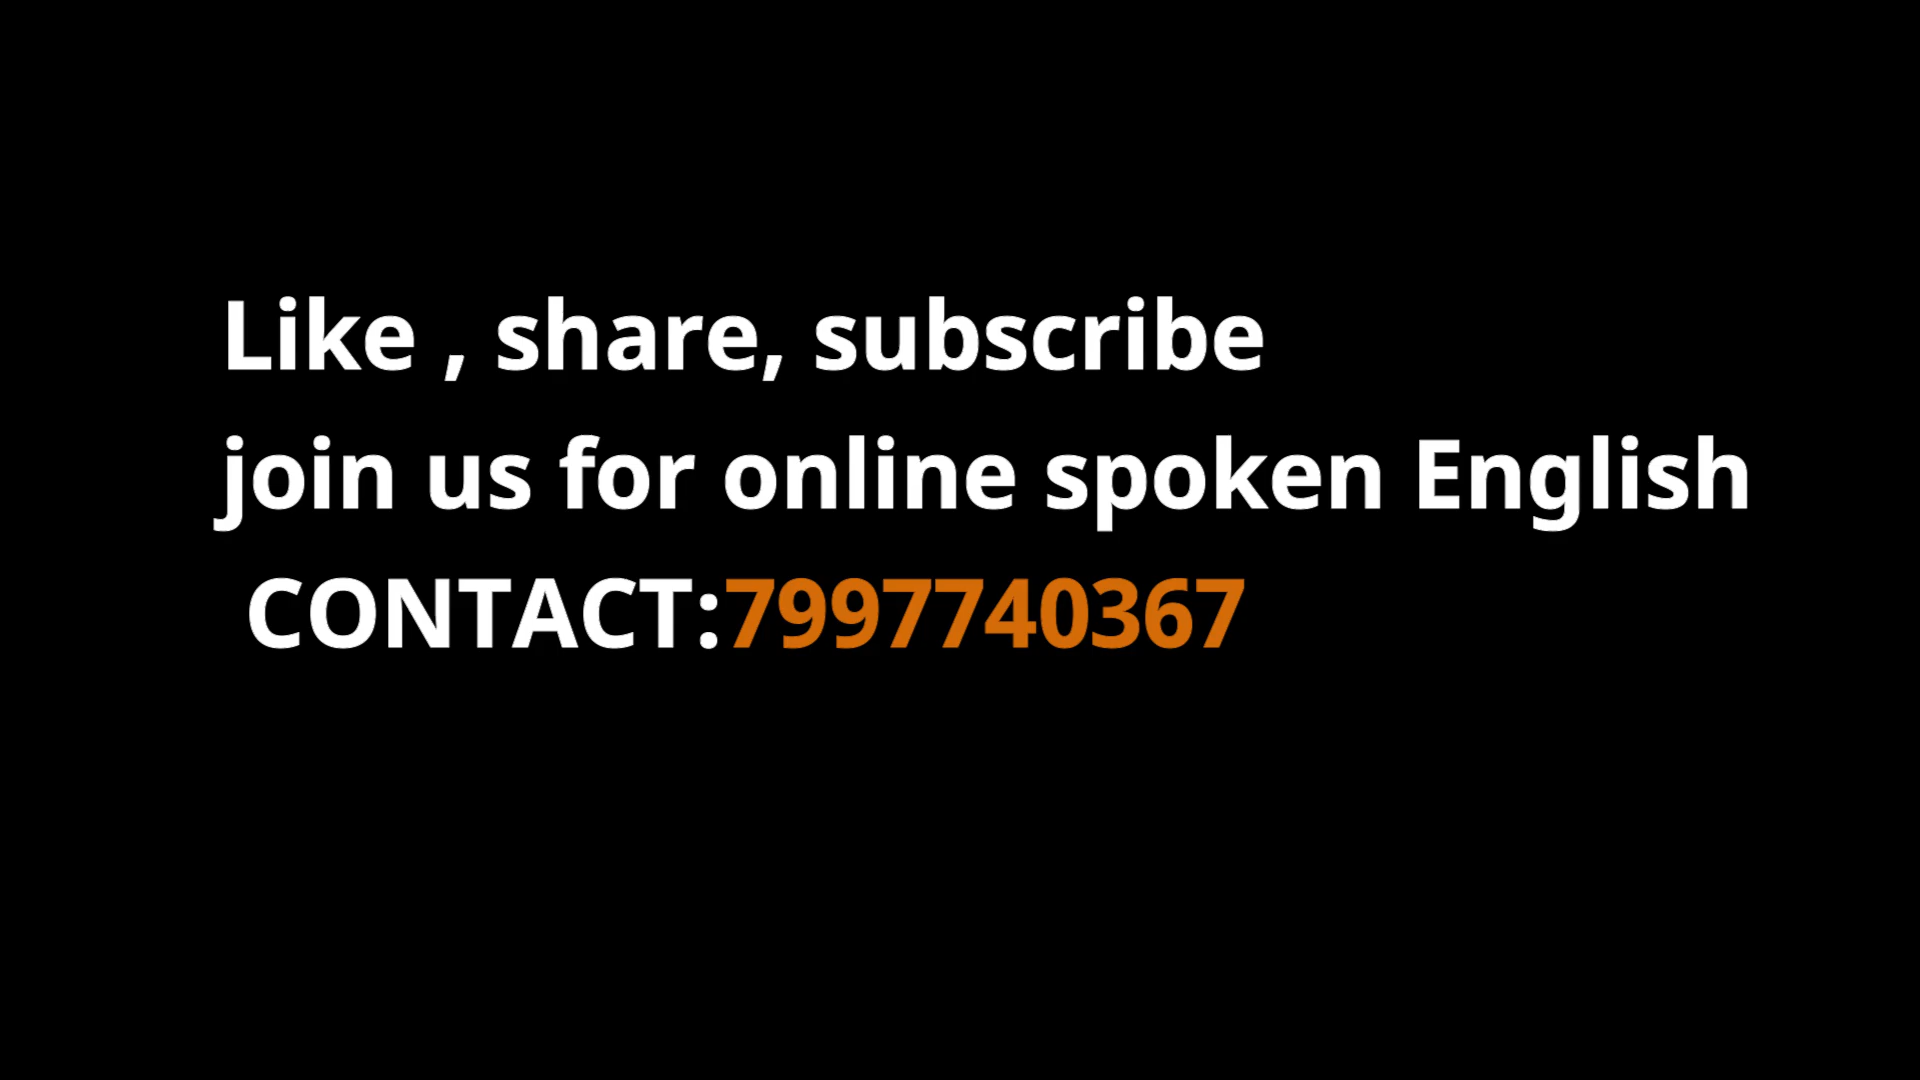 Like , share, subscribe
join us for online spoken English
CONTACT:7997740367